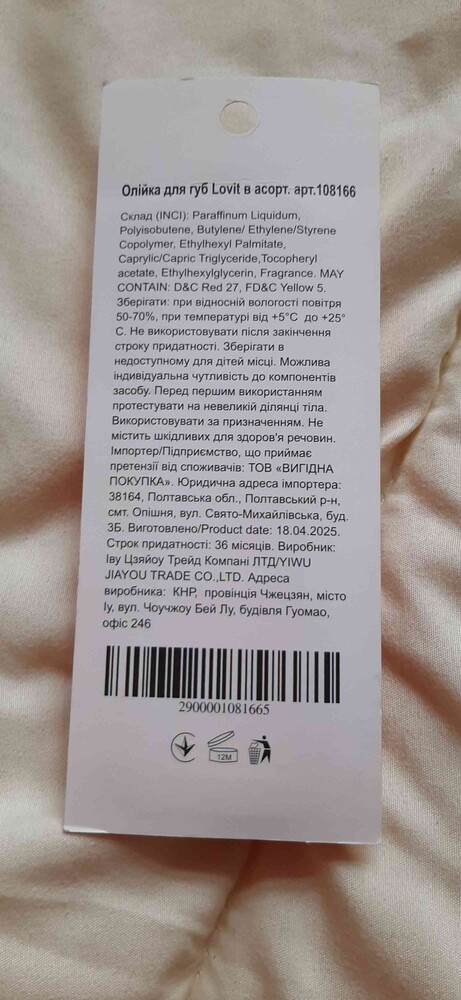 Олійка для губ Lovit в асорт. арт.108166
Склад (INCI): Paraffinum Liquidum,
Polyisobutene, Butylene/ Ethylene/Styrene
Copolymer, Ethylhexyl Palmitate,
Caprylic/Capric Triglyceride,Tocopheryl
acetate, Ethylhexylglycerin, Fragrance. MAY
CONTAIN: D&C Red 27, FD&C Yellow 5.
Зберігати: при відносній вологості повітря
50-70%, при температурі від +5°C до +25°
С. Не використовувати після закінчення
строку придатності. Зберігати в
недоступному для дітей місці. Можлива
індивідуальна чутливість до компонентів
засобу. Перед першим використанням
протестувати на невеликій ділянці тіла.
Використовувати за призначенням. Не
містить шкідливих для здоров'я речовин.
Імпортер/Підприємство, що приймає
претензії від споживачів: ТОВ «ВИГІДНА
ПОКУПКА». Юридична адреса імпортера:
38164, Полтавська обл., Полтавський р-н,
смт. Опішня, вул. Свято-Михайлівська, буд.
3Б. Виготовлено/Product date: 18.04.2025.
Строк придатності: 36 місяців. Виробник:
Іву Цзяйоу Трейд Компані ЛТД/YIWU
JIAYOU TRADE CO.,LTD. Адреса
виробника: КНР, провінція Чжецзян, місто
Іу, вул. Чоучжоу Бей Лу, будівля Гуомао,
офіс 246
2900001081665
12M